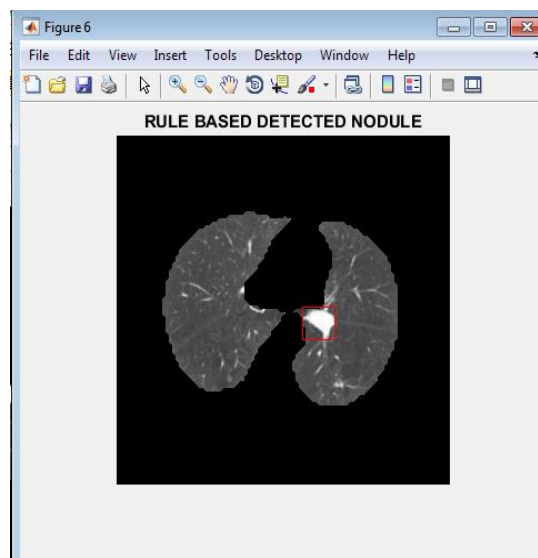 Figure 6
File Edit View Insert Tools Desktop Window Help
RULE BASED DETECTED NODULE